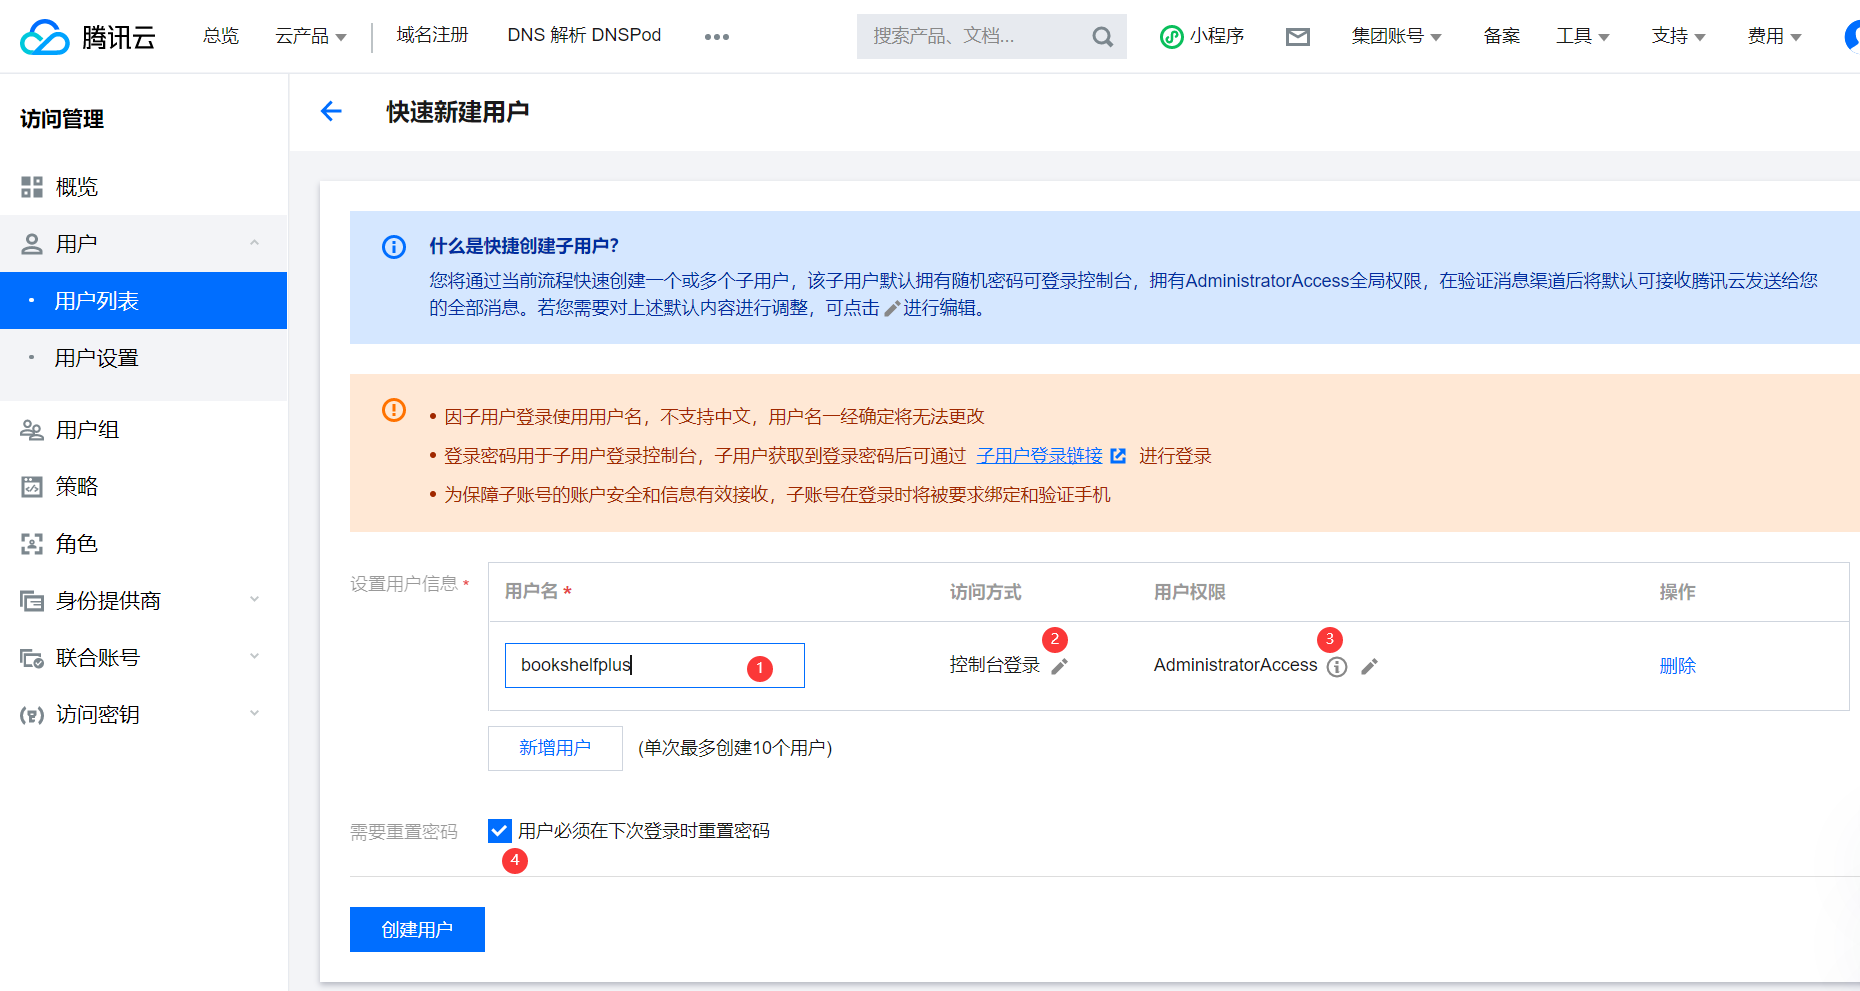 腾讯云 总览 云产品 域名注册 DNS 解析 DNSPod ••• 搜索产品、文档... 小程序 集团账号 备案 工具 支持 费用
访问管理
概览
用户
用户列表
用户设置
用户组
策略
角色
身份提供商
联合账号
访问密钥
快速新建用户
什么是快捷创建子用户?
您将通过当前流程快速创建一个或多个子用户，该子用户默认拥有随机密码可登录控制台，拥有AdministratorAccess全局权限，在验证消息渠道后将默认可接收腾讯云发送给您
的全部消息。若您需要对上述默认内容进行调整，可点击 进行编辑。
• 因子用户登录使用用户名，不支持中文，用户名一经确定将无法更改
• 登录密码用于子用户登录控制台，子用户获取到登录密码后可通过 子用户登录链接 进行登录
• 为保障子账号的账户安全和信息有效接收，子账号在登录时将被要求绑定和验证手机
设置用户信息 * 用户名 * 访问方式 用户权限 操作
2 3
bookshelfplus 1 控制台登录 AdministratorAccess 删除
新增用户 (单次最多创建10个用户)
需要重置密码 用户必须在下次登录时重置密码
4
创建用户